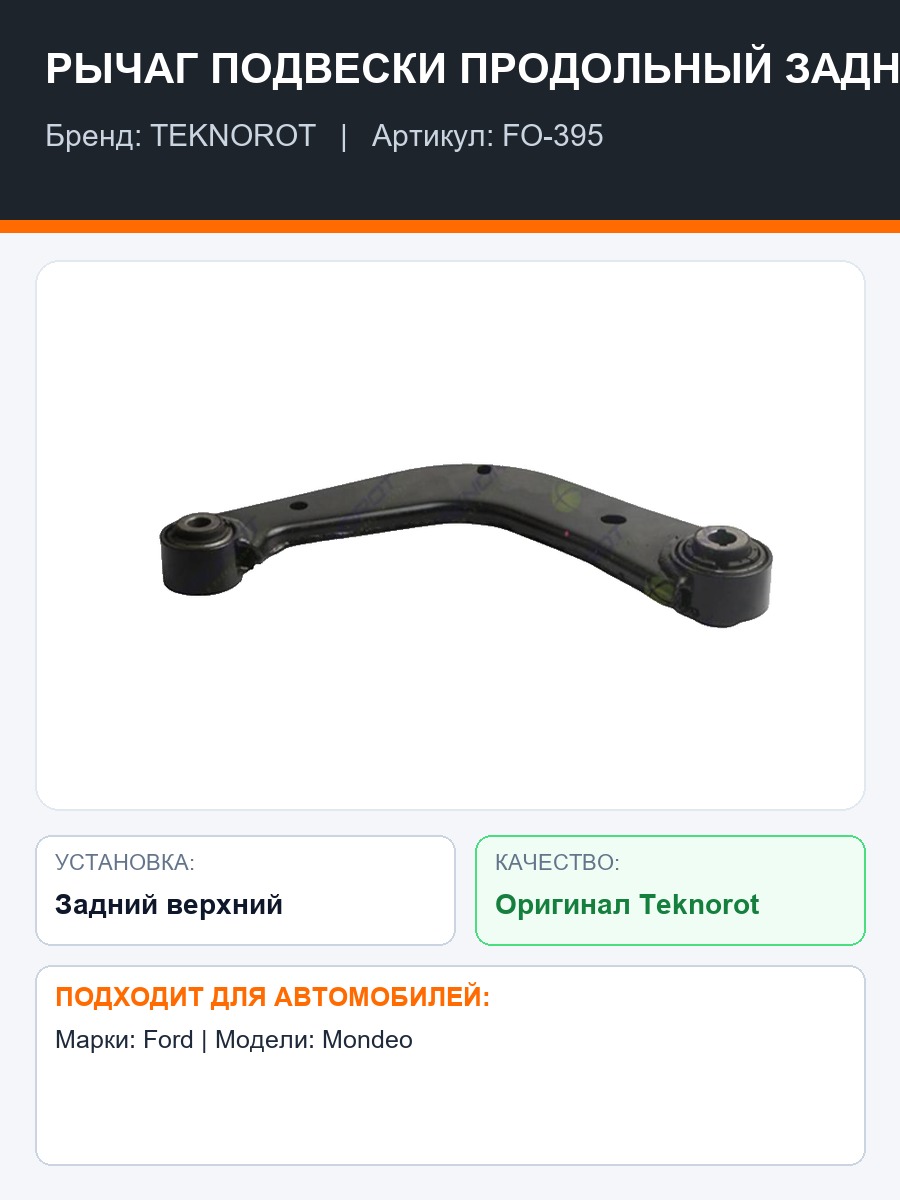 РЫЧАГ ПОДВЕСКИ ПРОДОЛЬНЫЙ ЗАДН
Бренд: TEKNOROT | Артикул: FO-395
УСТАНОВКА:
Задний верхний
КАЧЕСТВО:
Оригинал Teknorot
ПОДХОДИТ ДЛЯ АВТОМОБИЛЕЙ:
Марки: Ford | Модели: Mondeo